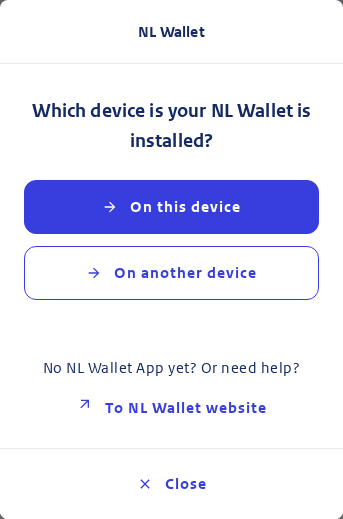 NL Wallet
Which device is your NL Wallet is
installed?
On this device
On another device
No NL Wallet App yet? Or need help?
To NL Wallet website
Close